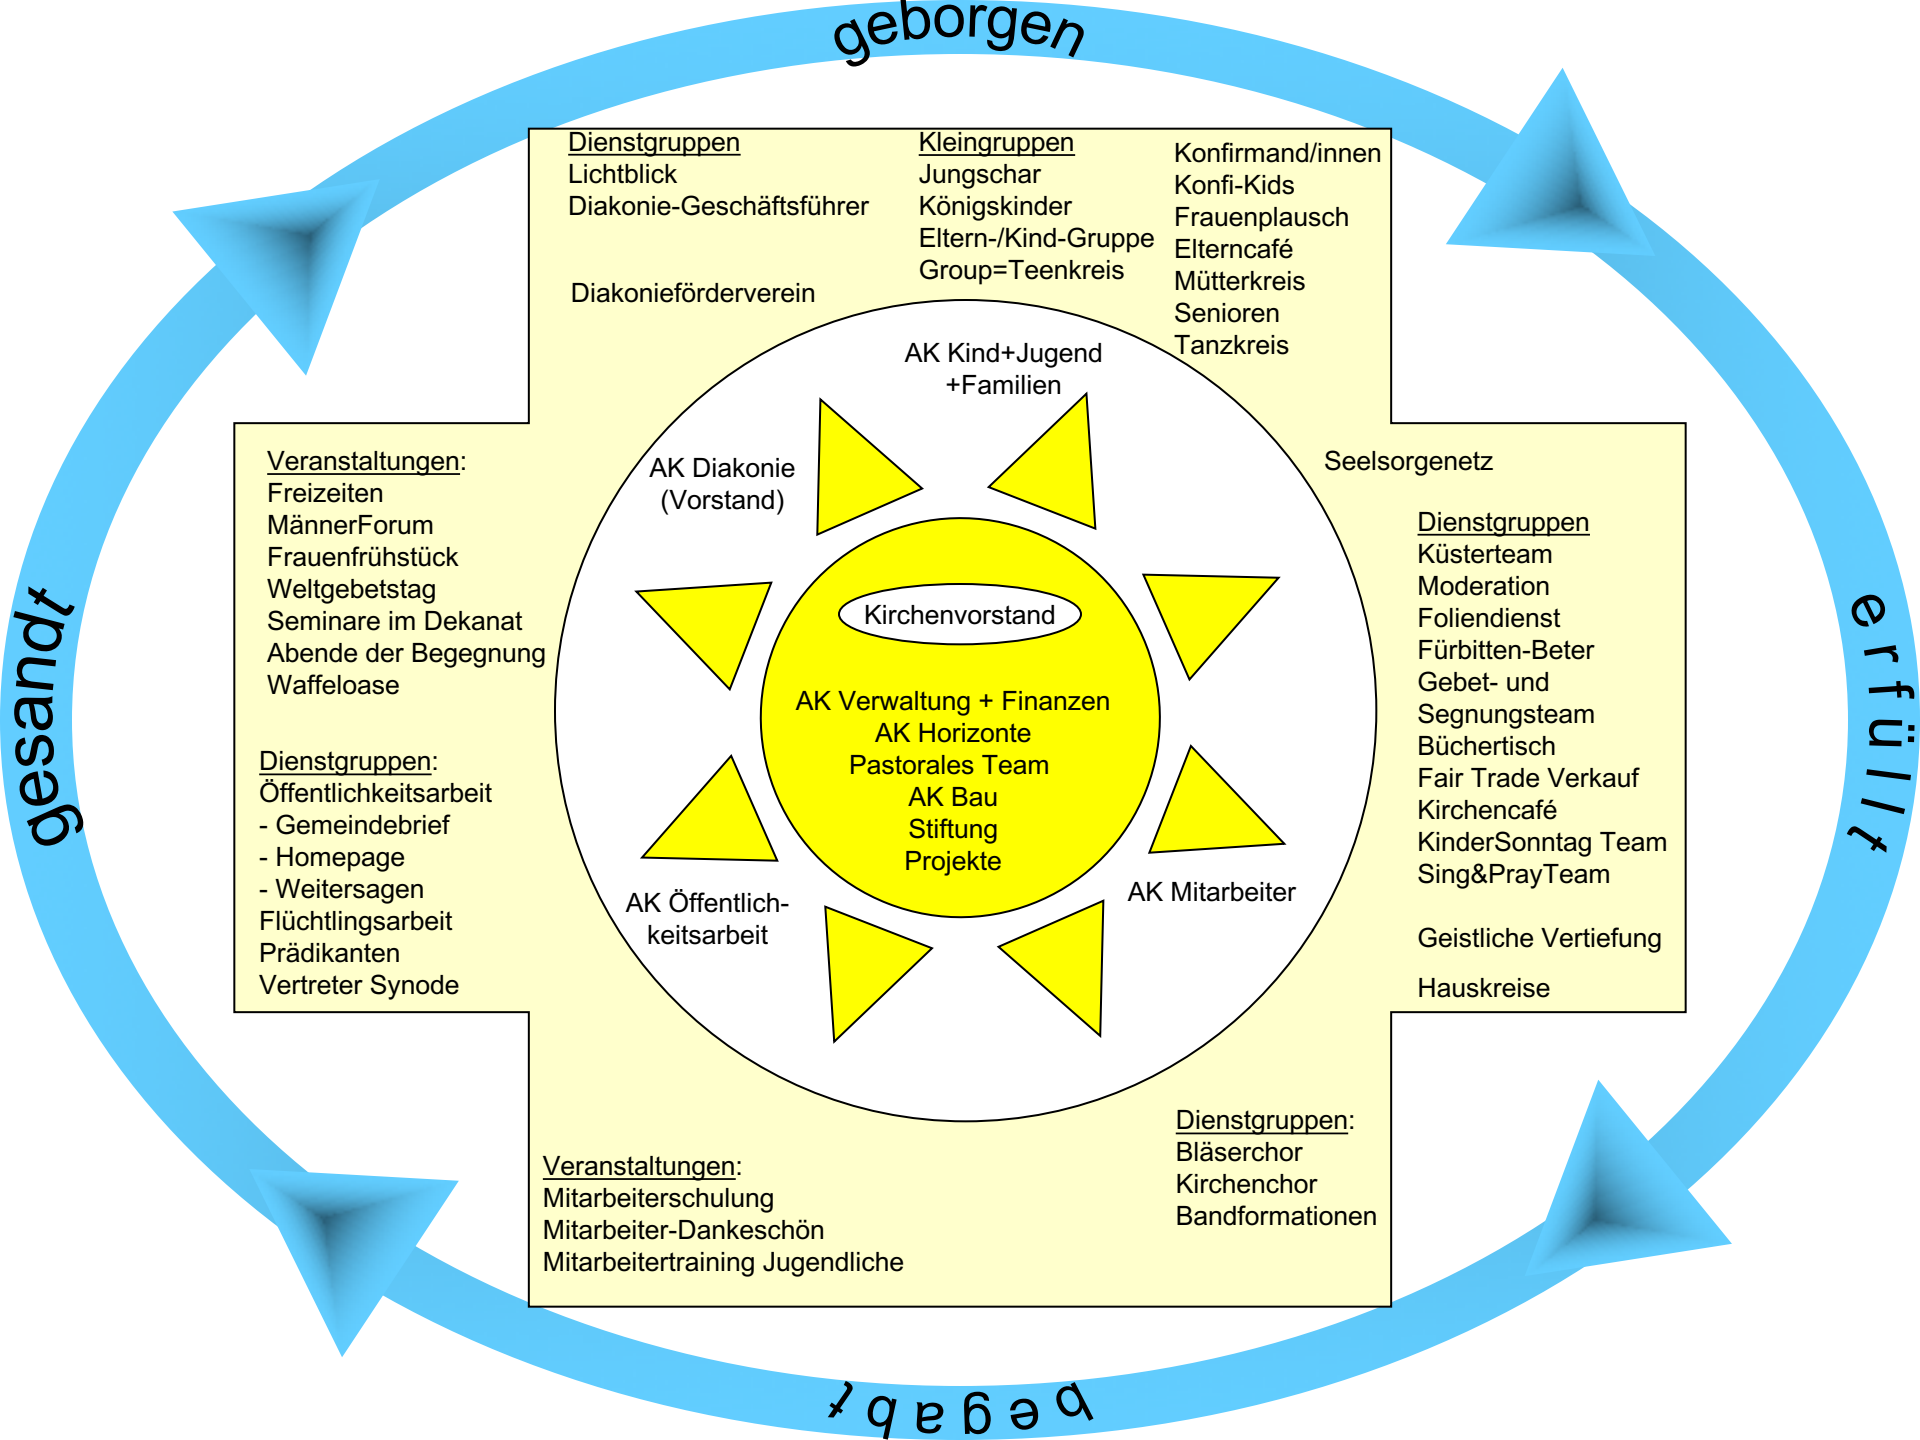 geborgen
Dienstgruppen
Lichtblick
Diakonie-Geschäftsführer
Diakonieförderverein
Kleingruppen
Jungschar
Königskinder
Eltern-/Kind-Gruppe
Group=Teenkreis
Konfirmand/innen
Konfi-Kids
Frauenplausch
Elterncafé
Mütterkreis
Senioren
Tanzkreis
AK Kind+Jugend
+Familien
AK Diakonie
(Vorstand)
Veranstaltungen:
Freizeiten
MännerForum
Frauenfrühstück
Weltgebetstag
Seminare im Dekanat
Abende der Begegnung
Waffeloase
Dienstgruppen:
Öffentlichkeitsarbeit
- Gemeindebrief
- Homepage
- Weitersagen
Flüchtlingsarbeit
Prädikanten
Vertreter Synode
gesandt
Kirchenvorstand
AK Verwaltung + Finanzen
AK Horizonte
Pastorales Team
AK Bau
Stiftung
Projekte
AK Öffentlich-
keitsarbeit
AK Mitarbeiter
Seelsorgenetz
Dienstgruppen
Küsterteam
Moderation
Foliendienst
Fürbitten-Beter
Gebet- und
Segnungsteam
Büchertisch
Fair Trade Verkauf
Kirchencafé
KinderSonntag Team
Sing&PrayTeam
Geistliche Vertiefung
Hauskreise
erfüllt
Veranstaltungen:
Mitarbeiterschulung
Mitarbeiter-Dankeschön
Mitarbeitertraining Jugendliche
Dienstgruppen:
Bläserchor
Kirchenchor
Bandformationen
begabt